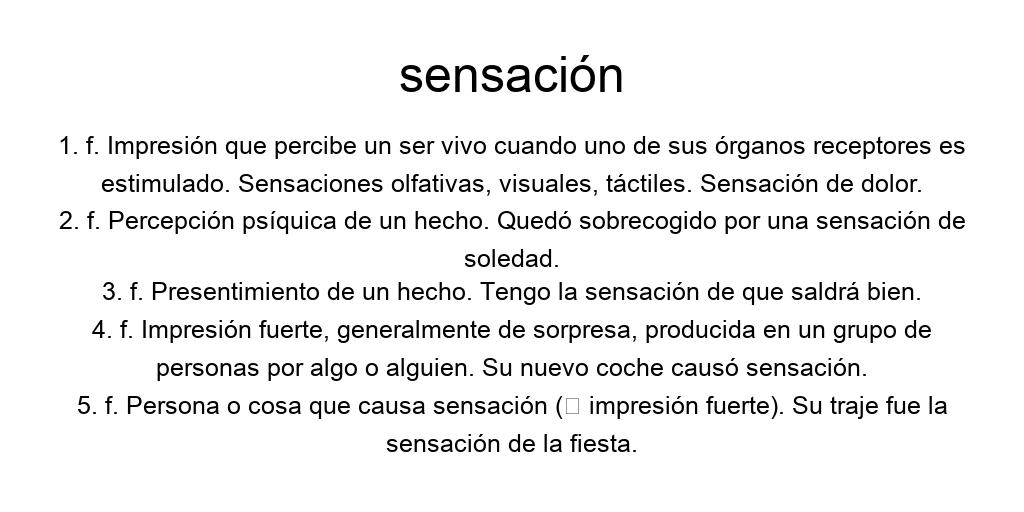 sensación
1. f. Impresión que percibe un ser vivo cuando uno de sus órganos receptores es
estimulado. Sensaciones olfativas, visuales, táctiles. Sensación de dolor.
2. f. Percepción psíquica de un hecho. Quedó sobrecogido por una sensación de
soledad.
3. f. Presentimiento de un hecho. Tengo la sensación de que saldrá bien.
4. f. Impresión fuerte, generalmente de sorpresa, producida en un grupo de
personas por algo o alguien. Su nuevo coche causó sensación.
5. f. Persona o cosa que causa sensación (▯ impresión fuerte). Su traje fue la
sensación de la fiesta.